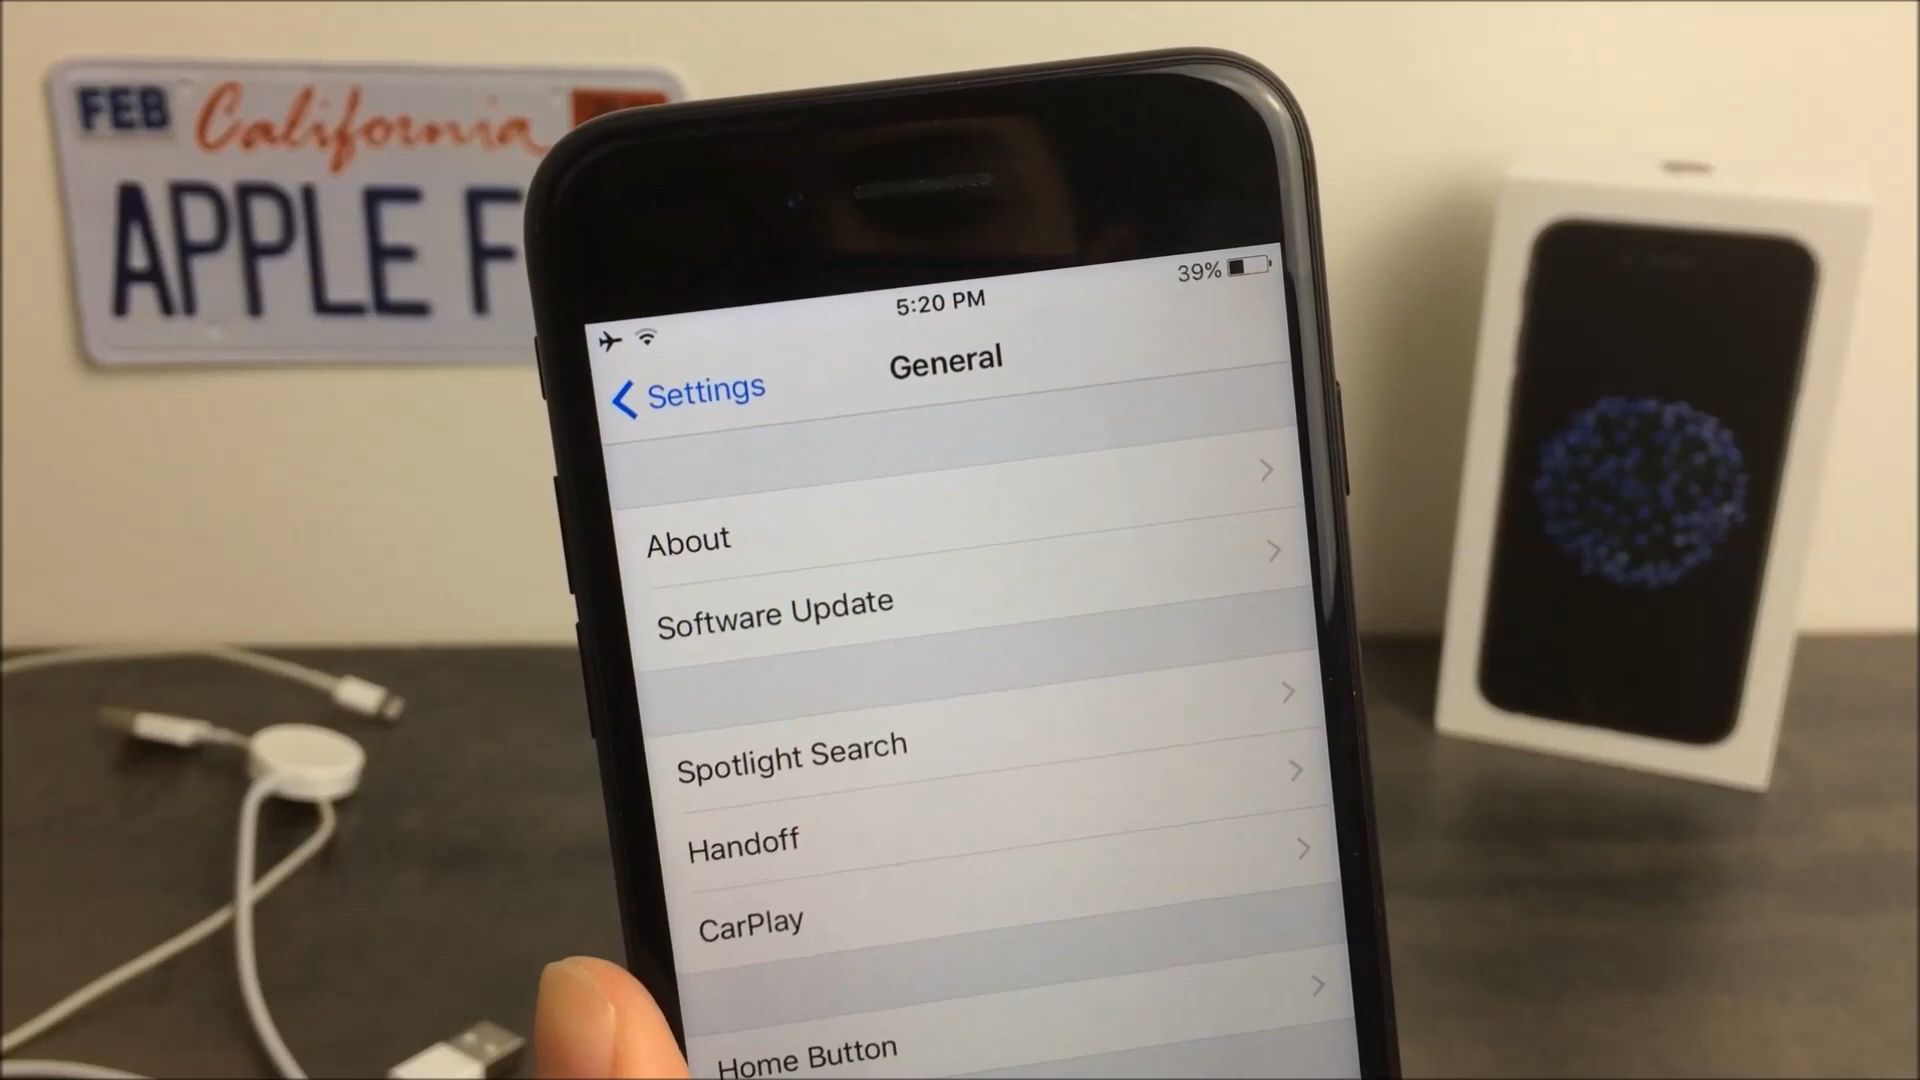 FEB California
APPLE F
39%
5:20 PM
Settings
General
About
Software Update
Spotlight Search
Handoff
CarPlay
Home Button